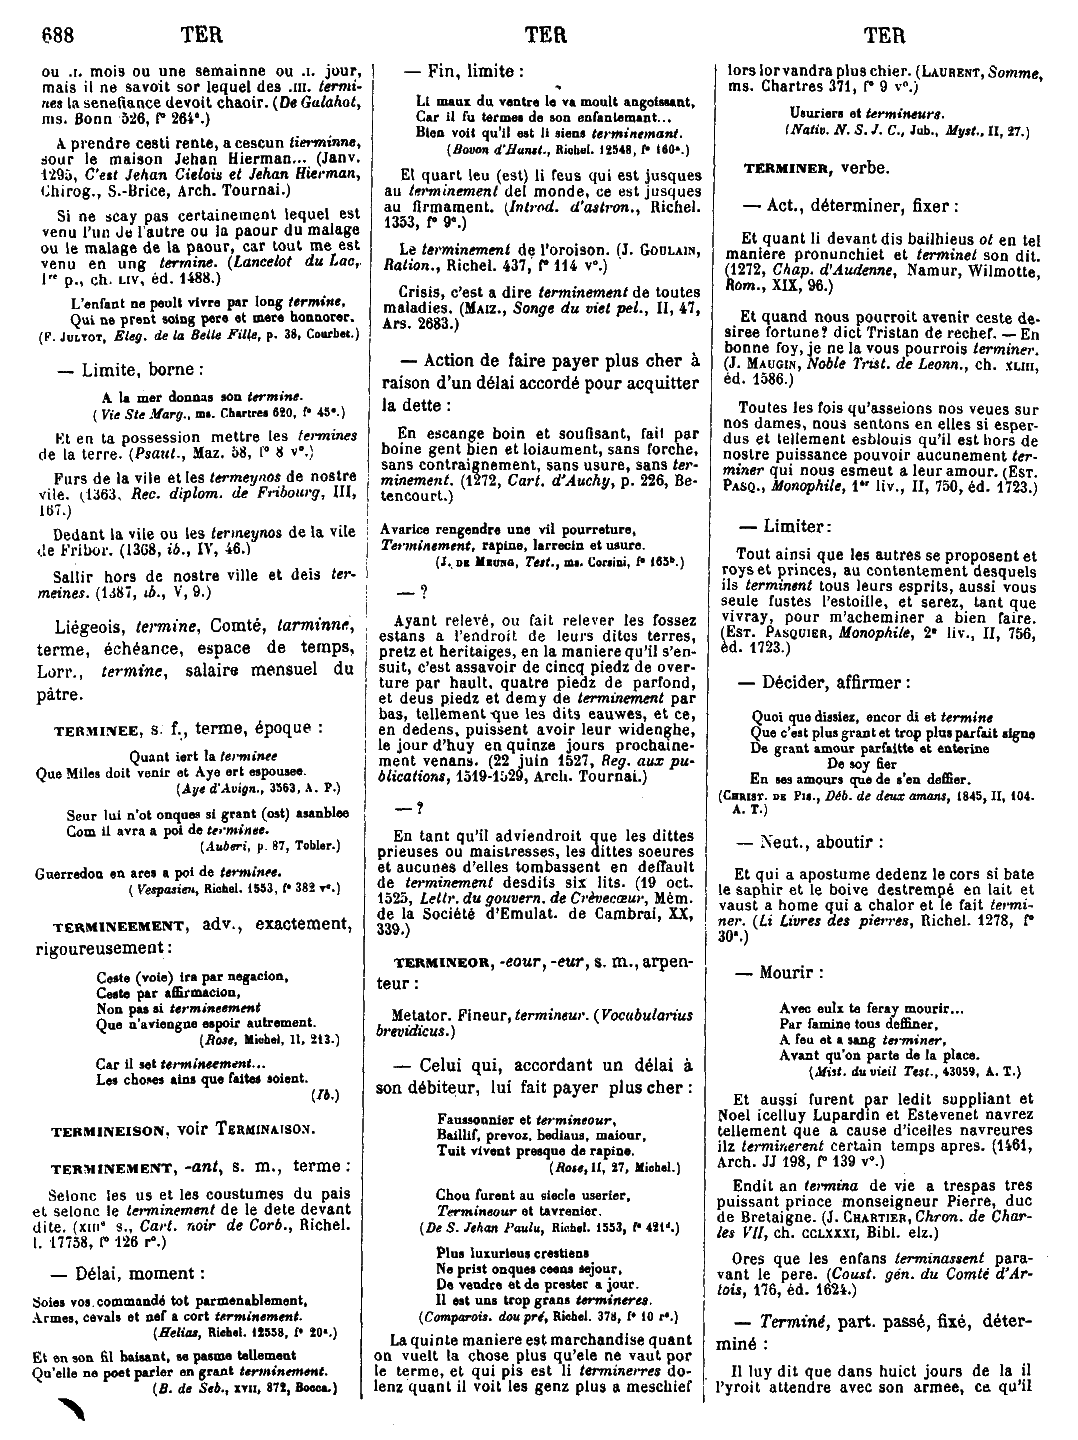 688 TER TER TER
ou .I. mois ou une semainne ou .I. jour,
mais il ne savoit sor lequel des .III. termi-
nes la senefiance devoit chaoir. (De Galahot,
ms. Bonn 526, f° 264ª.)
A prendre cesti rente, a cescun tierminne,
sour le maison Jehan Hierman... (Janv.
1295, C'est Jehan Cielois et Jehan Hierman,
Chirog., S.-Brice, Arch. Tournai.)
Si ne scay pas certainement lequel est
venu l'un de l'autre ou la paour du malage
ou le malage de la paour, car tout me est
venu en ung termine. (Lancelot du Lac,
Iʳᵉ p., ch. LIV, éd. 1488.)
L'enfant ne peult vivre par long termine,
Qui ne prent soing pere et mere honnorer.
(F. JULYOT, Eleg. de la Belle Fille, p. 38, Courbet.)
— Limite, borne :
A la mer donnas son termine.
(Vie Ste Marg., ms. Chartres 620, f° 45ª.)
Et en ta possession mettre les termines
de la terre. (Psaut., Maz. 58, f° 8 v°.)
Furs de la vile et les termeynos de nostre
vile. (1363, Rec. diplom. de Fribourg, III,
167.)
Dedant la vile ou les termeynos de la vile
de Fribor. (1368, ib., IV, 46.)
Sallir hors de nostre ville et deis ter-
meines. (1387, ib., V, 9.)
Liégeois, termine, Comté, tarminne,
terme, échéance, espace de temps,
Lorr., termine, salaire mensuel du
pâtre.
TERMINEE, s. f., terme, époque :
Quant iert la terminee
Que Miles doit venir et Aye ert espousee.
(Aye d'Avign., 3563, A. P.)
Seur lui n'ot onques si grant (ost) asanblee
Com il avra a poi de terminee.
(Auberi, p. 87, Tobler.)
Guerredon en ares a poi de terminee.
(Vespasien, Richel. 1553, f° 382 v°.)
TERMINEEMENT, adv., exactement,
rigoureusement :
Ceste (voie) ira par negacion,
Ceste par affirmacion,
Non pas si termineement
Que n'aviengne espoir autrement.
(Rose, Michel, II, 213.)
Car il set termineement...
Les choses ains que faites soient.
(Ib.)
TERMINEISON, voir TERMINAISON.
TERMINEMENT, -ant, s. m., terme :
Selonc les us et les coustumes du pais
et selonc le terminement de le dete devant
dite. (XIIIᵉ s., Cart. noir de Corb., Richel.
l. 17758, f° 126 r°.)
— Délai, moment :
Soies vos commandé tot parmenablement,
Armes, cevals et nef a cort terminement.
(Helias, Richel. 12558, f° 20ª.)
Et en son fil baisant, se pasme tellement
Qu'elle ne poet parler en grant terminement.
(B. de Seb., XVII, 872, Bocca.)
— Fin, limite :
Li maux du ventre le va moult angoissant,
Car il fu termes de son enfantemant...
Bien voit qu'il est li siens terminemant.
(Bovon d'Hanst., Richel. 12548, f° 160ª.)
El quart leu (est) li feus qui est jusques
au terminement del monde, ce est jusques
au firmament. (Introd. d'astron., Richel.
1353, f° 9ª.)
Le terminement de l'oroison. (J. GOULAIN,
Ration., Richel. 437, f° 114 v°.)
Crisis, c'est a dire terminement de toutes
maladies. (MAIZ., Songe du viel pel., II, 47,
Ars. 2683.)
— Action de faire payer plus cher à
raison d'un délai accordé pour acquitter
la dette :
En escange boin et soufisant, fait par
boine gent bien et loiaument, sans forche,
sans contraignement, sans usure, sans ter-
minement. (1272, Cart. d'Auchy, p. 226, Be-
tencourt.)
Avarice rengendre une vil pourreture,
Terminement, rapine, larrecin et usure.
(J. DE MEUNG, Test., ms. Corsini, f° 165ᵇ.)
— ?
Ayant relevé, ou fait relever les fossez
estans a l'endroit de leurs dites terres,
pretz et heritaiges, en la maniere qu'il s'en-
suit, c'est assavoir de cincq piedz de over-
ture par hault, quatre piedz de parfond,
et deus piedz et demy de terminement par
bas, tellement que les dits eauwes, et ce,
en dedens, puissent avoir leur widenghe,
le jour d'huy en quinze jours prochaine-
ment venans. (22 juin 1527, Reg. aux pu-
blications, 1519-1529, Arch. Tournai.)
— ?
En tant qu'il adviendroit que les dittes
prieuses ou maistresses, les dittes soeures
et aucunes d'elles tombassent en deffault
de terminement desdits six lits. (19 oct.
1525, Lettr. du gouvern. de Crèvecœur, Mém.
de la Société d'Emulat. de Cambrai, XX,
339.)
TERMINEOR, -eour, -eur, s. m., arpen-
teur :
Metator. Fineur, termineur. (Vocabularius
brevidicus.)
— Celui qui, accordant un délai à
son débiteur, lui fait payer plus cher :
Faussonnier et termineour,
Baillif, prevoz, bediaus, maiour,
Tuit vivent presque de rapine.
(Rose, II, 27, Michel.)
Chou furent au siecle userier,
Termineour et tavrenier.
(De S. Jehan Paulu, Richel. 1553, f° 421ᵈ.)
Plus luxurieus crestiens
Ne prist onques ceens sejour,
De vendre et de prester a jour.
Il est uns trop grans termineres.
(Comparois. dou pré, Richel. 378, f° 10 r°.)
La quinte maniere est marchandise quant
on vuelt la chose plus qu'ele ne vaut por
le terme, et qui pis est li terminerres do-
lenz quant il voit les genz plus a meschief
lors lor vandra plus chier. (LAURENT, Somme,
ms. Chartres 371, f° 9 v°.)
Usuriers et termineurs.
(Nativ. N. S. J. C., Jub., Myst., II, 27.)
TERMINER, verbe.
— Act., déterminer, fixer :
Et quant li devant dis bailhieus ot en tel
maniere pronunchiet et terminet son dit.
(1272, Chap. d'Audenne, Namur, Wilmotte,
Rom., XIX, 96.)
Et quand nous pourroit avenir ceste de-
siree fortune? dict Tristan de rechef. — En
bonne foy, je ne la vous pourrois terminer.
(J. MAUGIN, Noble Trist. de Leonn., ch. XLIII,
éd. 1586.)
Toutes les fois qu'asseions nos veues sur
nos dames, nous sentons en elles si esper-
dus et tellement esblouis qu'il est hors de
nostre puissance pouvoir aucunement ter-
miner qui nous esmeut a leur amour. (EST.
PASQ., Monophile, 1ᵉʳ liv., II, 750, éd. 1723.)
— Limiter :
Tout ainsi que les autres se proposent et
roys et princes, au contentement desquels
ils terminent tous leurs esprits, aussi vous
seule fustes l'estoille, et serez, tant que
vivray, pour m'acheminer a bien faire.
(EST. PASQUIER, Monophile, 2ᵉ liv., II, 756,
éd. 1723.)
— Décider, affirmer :
Quoi que dissiez, encor di et termine
Que c'est plus grant et trop plus parfait signe
De grant amour parfaitte et enterine
De soy fier
En ses amours que de s'en deffier.
(CHRIST. DE PIS., Déb. de deux amans, 1845, II, 104.
A. T.)
— Neut., aboutir :
Et qui a apostume dedenz le cors si bate
le saphir et le boive destrempé en lait et
vaust a home qui a chalor et le fait termi-
ner. (Li Livres des pierres, Richel. 1278, f°
30ª.)
— Mourir :
Avec eulx te feray mourir...
Par famine tous deffiner,
A feu et a sang terminer,
Avant qu'on parte de la place.
(Mist. du vieil Test., 43059, A. T.)
Et aussi furent par ledit suppliant et
Noel icelluy Lupardin et Estevenet navrez
tellement que a cause d'icelles navreures
ilz terminerent certain temps apres. (1461,
Arch. JJ 198, f° 139 v°.)
Endit an termina de vie a trespas tres
puissant prince monseigneur Pierre, duc
de Bretaigne. (J. CHARTIER, Chron. de Char-
les VII, ch. CCLXXXI, Bibl. elz.)
Ores que les enfans terminassent para-
vant le pere. (Coust. gén. du Comté d'Ar-
tois, 176, éd. 1624.)
— Terminé, part. passé, fixé, déter-
miné :
Il luy dit que dans huict jours de la il
l'yroit attendre avec son armee, ce qu'il